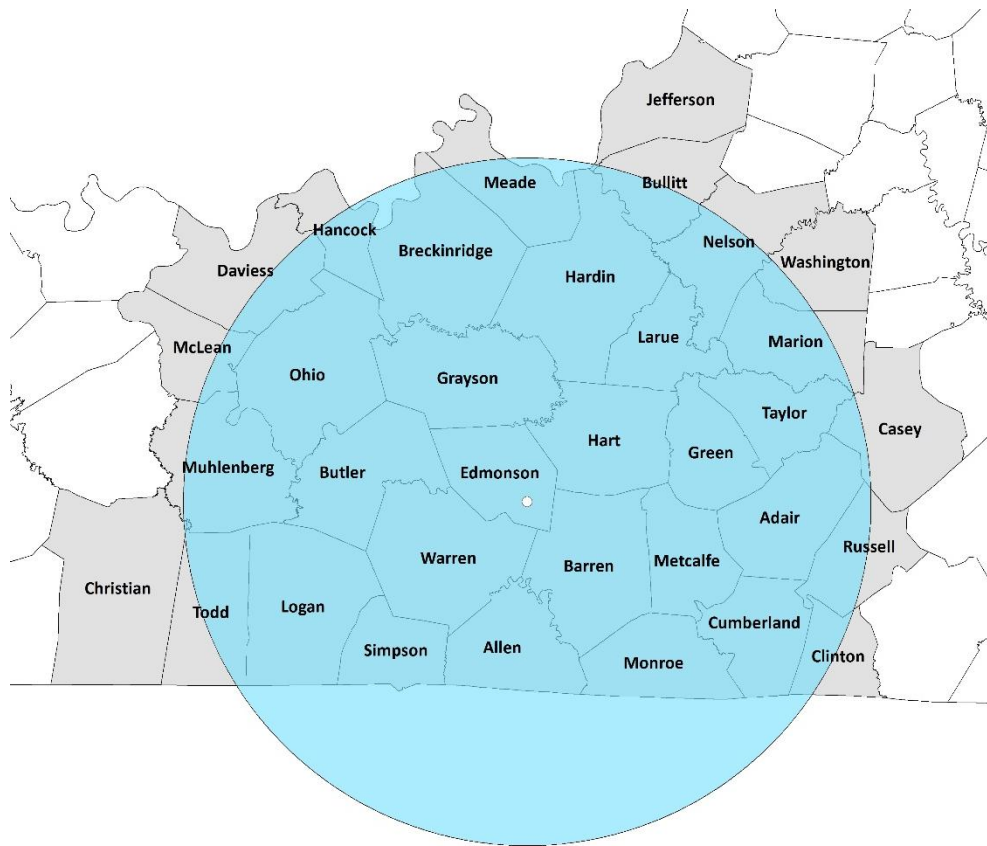 Jefferson
Meade
Bullitt
Hancock
Nelson
Breckinridge
Washington
Daviess
Hardin
Larue
Marion
McLean
Ohio
Grayson
Taylor
Casey
Hart
Green
Muhlenberg
Butler
Edmonson
Adair
Russell
Warren
Barren
Metcalfe
Christian
Todd
Logan
Cumberland
Simpson
Allen
Monroe
Clinton